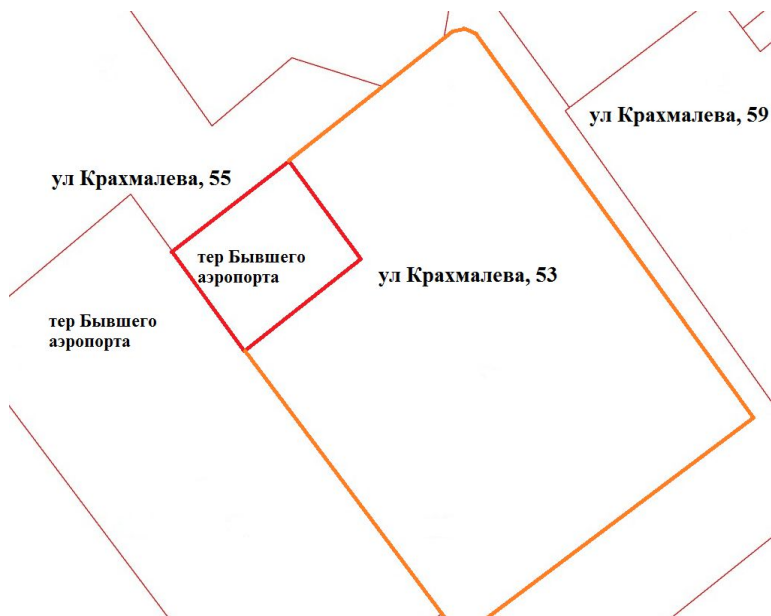 ул Крахмалева, 59
ул Крахмалева, 55
тер Бывшего
аэропорта
ул Крахмалева, 53
тер Бывшего
аэропорта